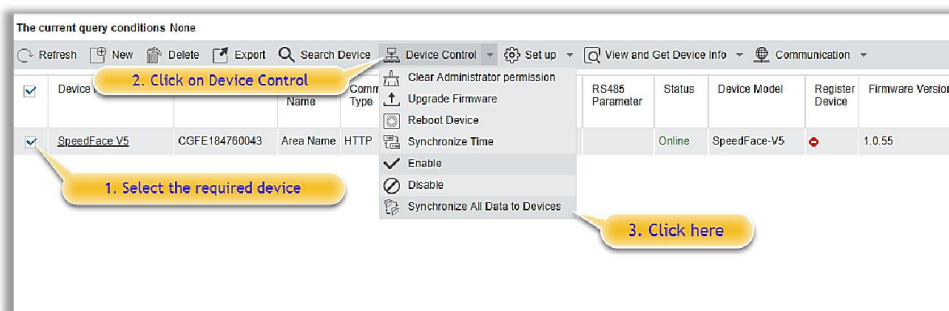 The current query conditions None
Refresh New Delete Export Search Device Device Control Set up View and Get Device Info Communication
2. Click on Device Control
Clear Administrator permission
Device
Name
Type
RS485 Parameter
Status
Device Model
Register Device
Firmware Version
Upgrade Firmware
Reboot Device
SpeedFace V5 CGFE184760043 Area Name HTTP Synchronize Time Online SpeedFace-V5 1.0.55
Enable
1. Select the required device
Disable
Synchronize All Data to Devices
3. Click here